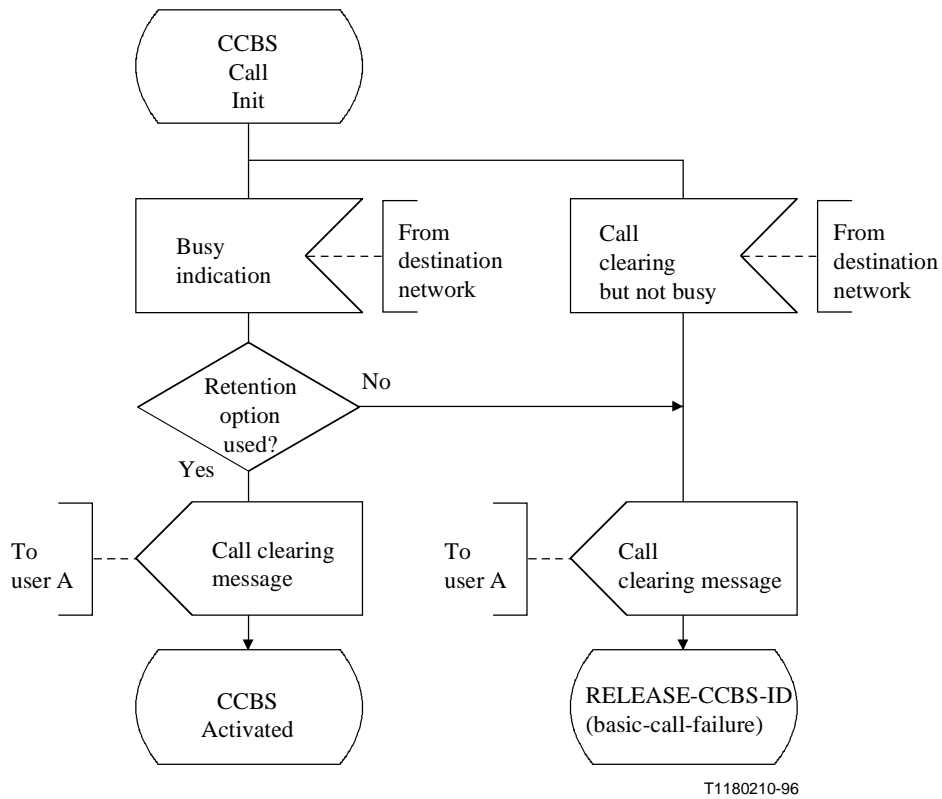 CCBS
Call
Init
Busy
indication
From
destination
network
Call
clearing
but not busy
From
destination
network
Retention
option
used?
No
Yes
To
user A
Call clearing
message
To
user A
Call
clearing message
CCBS
Activated
RELEASE-CCBS-ID
(basic-call-failure)
T1180210-96